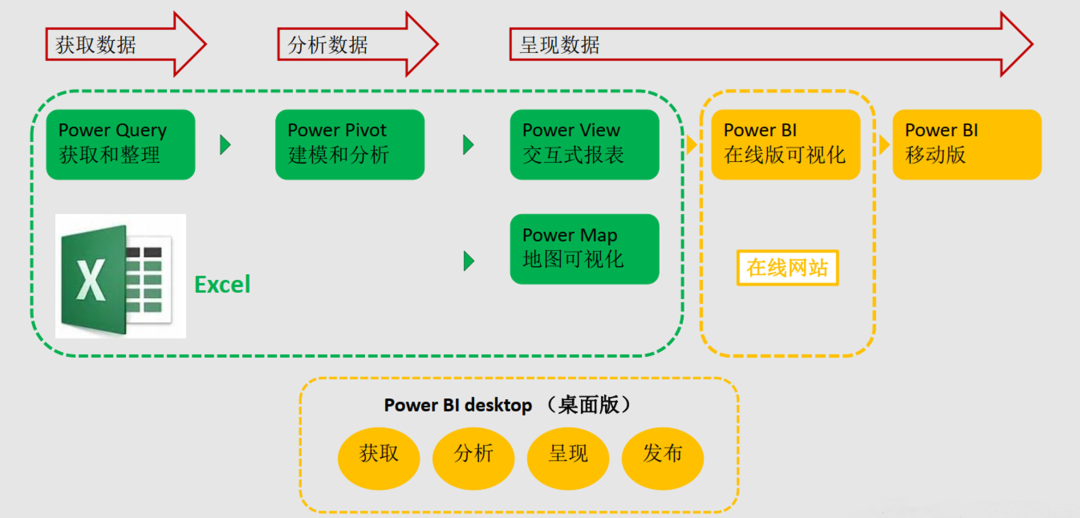 获取数据
分析数据
呈现数据
Power Query
获取和整理
Power Pivot
建模和分析
Power View
交互式报表
Power BI
在线版可视化
Power BI
移动版
X
Excel
Power Map
地图可视化
在线网站
Power BI desktop （桌面版）
获取
分析
呈现
发布